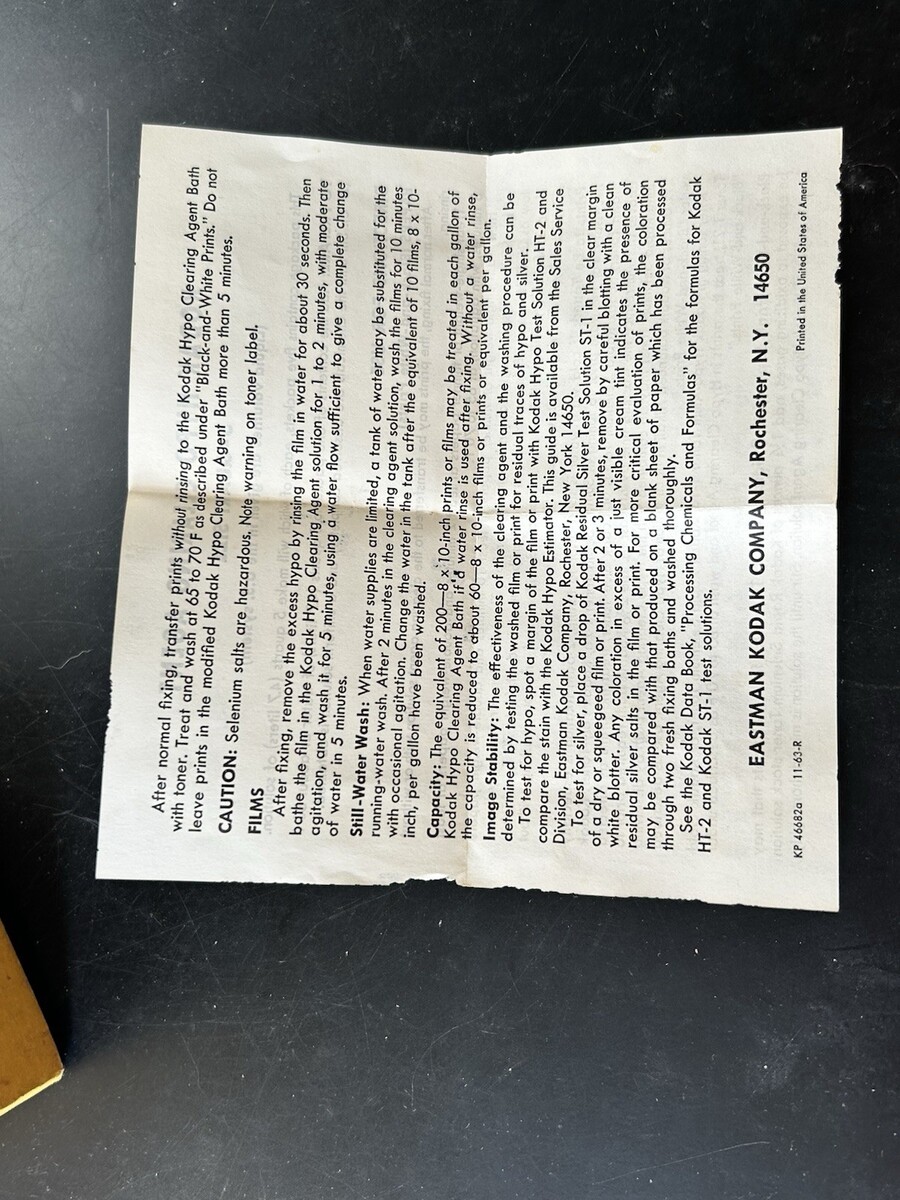 After normal fixing, transfer prints without rinsing to the Kodak Hypo Clearing Agent Bath
with toner. Treat and wash at 65 to 70 F as described under "Black-and-White Prints." Do not
leave prints in the modified Kodak Hypo Clearing Agent Bath more than 5 minutes.
CAUTION: Selenium salts are hazardous. Note warning on toner label.
FILMS
After fixing, remove the excess hypo by rinsing the film in water for about 30 seconds. Then
bathe the film in the Kodak Hypo Clearing Agent solution for 1 to 2 minutes, with moderate
agitation, and wash it for 5 minutes, using a water flow sufficient to give a complete change
of water in 5 minutes.
Still-Water Wash: When water supplies are limited, a tank of water may be substituted for the
running-water wash. After 2 minutes in the clearing agent solution, wash the films for 10 minutes
with occasional agitation. Change the water in the tank after the equivalent of 10 films, 8 x 10-
inch, per gallon have been washed.
Capacity: The equivalent of 200—8 x 10-inch prints or films may be treated in each gallon of
Kodak Hypo Clearing Agent Bath if a water rinse is used after fixing. Without a water rinse,
the capacity is reduced to about 60—8 x 10-inch films or prints or equivalent per gallon.
Image Stability: The effectiveness of the clearing agent and the washing procedure can be
determined by testing the washed film or print for residual traces of hypo and silver.
To test for hypo, spot a margin of the film or print with Kodak Hypo Test Solution HT-2 and
compare the stain with the Kodak Hypo Estimator. This guide is available from the Sales Service
Division, Eastman Kodak Company, Rochester, New York 14650.
To test for silver, place a drop of Kodak Residual Silver Test Solution ST-1 in the clear margin
of a dry or squeegeed film or print. After 2 or 3 minutes, remove by careful blotting with a clean
white blotter. Any coloration in excess of a just visible cream tint indicates the presence of
residual silver salts in the film or print. For more critical evaluation of prints, the coloration
may be compared with that produced on a blank sheet of paper which has been processed
through two fresh fixing baths and washed thoroughly.
See the Kodak Data Book, "Processing Chemicals and Formulas" for the formulas for Kodak
HT-2 and Kodak ST-1 test solutions.
EASTMAN KODAK COMPANY, Rochester, N.Y. 14650
KP 46682a 11-63-R Printed in the United States of America